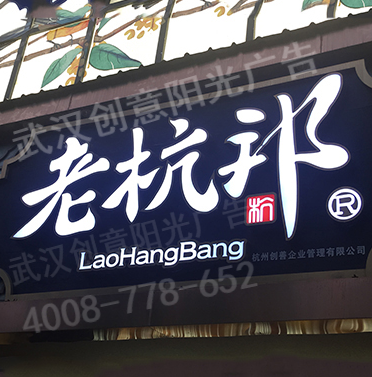 武汉创意阳光广告
老杭邦
杭
®
LaoHangBang
杭州创善企业管理有限公司
武汉创意阳光广告
4008-778-652